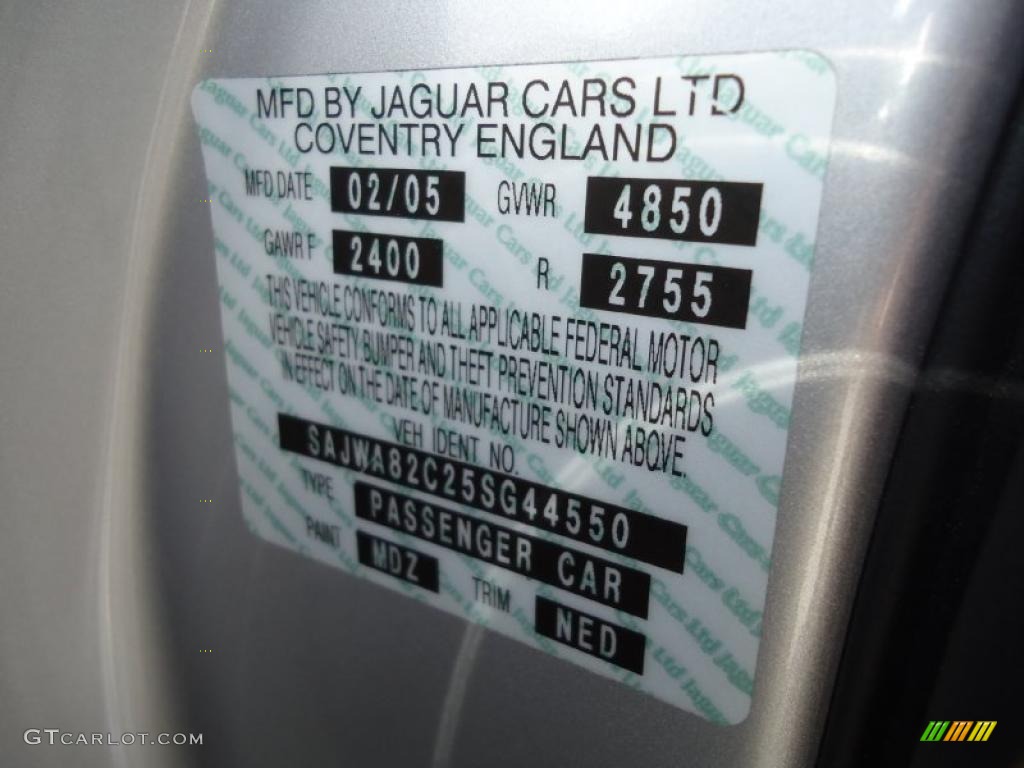 MFD BY JAGUAR CARS LTD
COVENTRY ENGLAND
MFD DATE 02/05 GVWR 4850
GAWR F 2400 R 2755
THIS VEHICLE CONFORMS TO ALL APPLICABLE FEDERAL MOTOR
VEHICLE SAFETY BUMPER AND THEFT PREVENTION STANDARDS
IN EFFECT ON THE DATE OF MANUFACTURE SHOWN ABOVE.
VEH IDENT NO.
SAJWA82C25SG44550
TYPE PASSENGER CAR
PAINT MDZ TRIM NED
GTCARLOT.COM